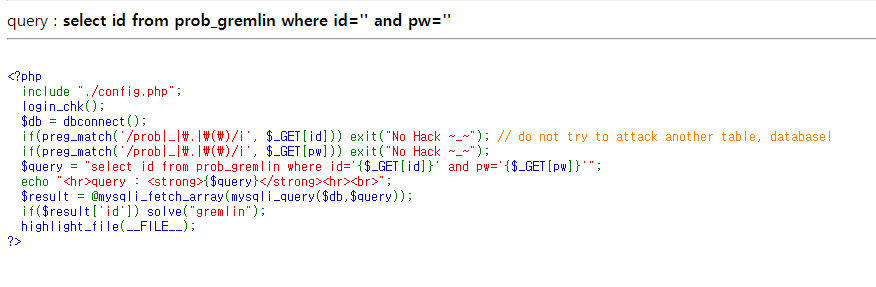 query : select id from prob_gremlin where id='' and pw=''
<?php
include "./config.php";
login_chk();
$db = dbconnect();
if(preg_match('/prob|_|₩.|₩(₩)/i', $_GET[id])) exit("No Hack ~_~"); // do not try to attack another table, database!
if(preg_match('/prob|_|₩.|₩(₩)/i', $_GET[pw])) exit("No Hack ~_~");
$query = "select id from prob_gremlin where id='{$_GET[id]}' and pw='{$_GET[pw]}'";
echo "<hr>query : <strong>{$query}</strong><hr><br>";
$result = @mysqli_fetch_array(mysqli_query($db,$query));
if($result['id']) solve("gremlin");
highlight_file(__FILE__);
?>